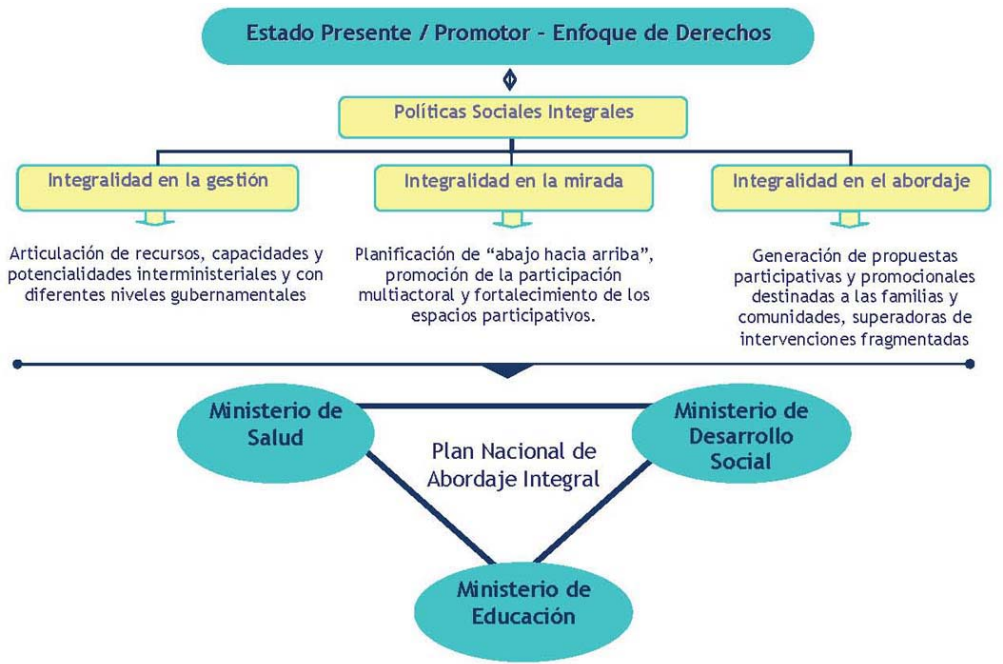 Estado Presente / Promotor - Enfoque de Derechos
Políticas Sociales Integrales
Integralidad en la gestión
Articulación de recursos, capacidades y
potencialidades interministeriales y con
diferentes niveles gubernamentales
Integralidad en la mirada
Planificación de “abajo hacia arriba”,
promoción de la participación
multiactoral y fortalecimiento de los
espacios participativos.
Integralidad en el abordaje
Generación de propuestas
participativas y promocionales
destinadas a las familias y
comunidades, superadoras de
intervenciones fragmentadas
Ministerio de
Salud
Plan Nacional de
Abordaje Integral
Ministerio de
Desarrollo
Social
Ministerio de
Educación